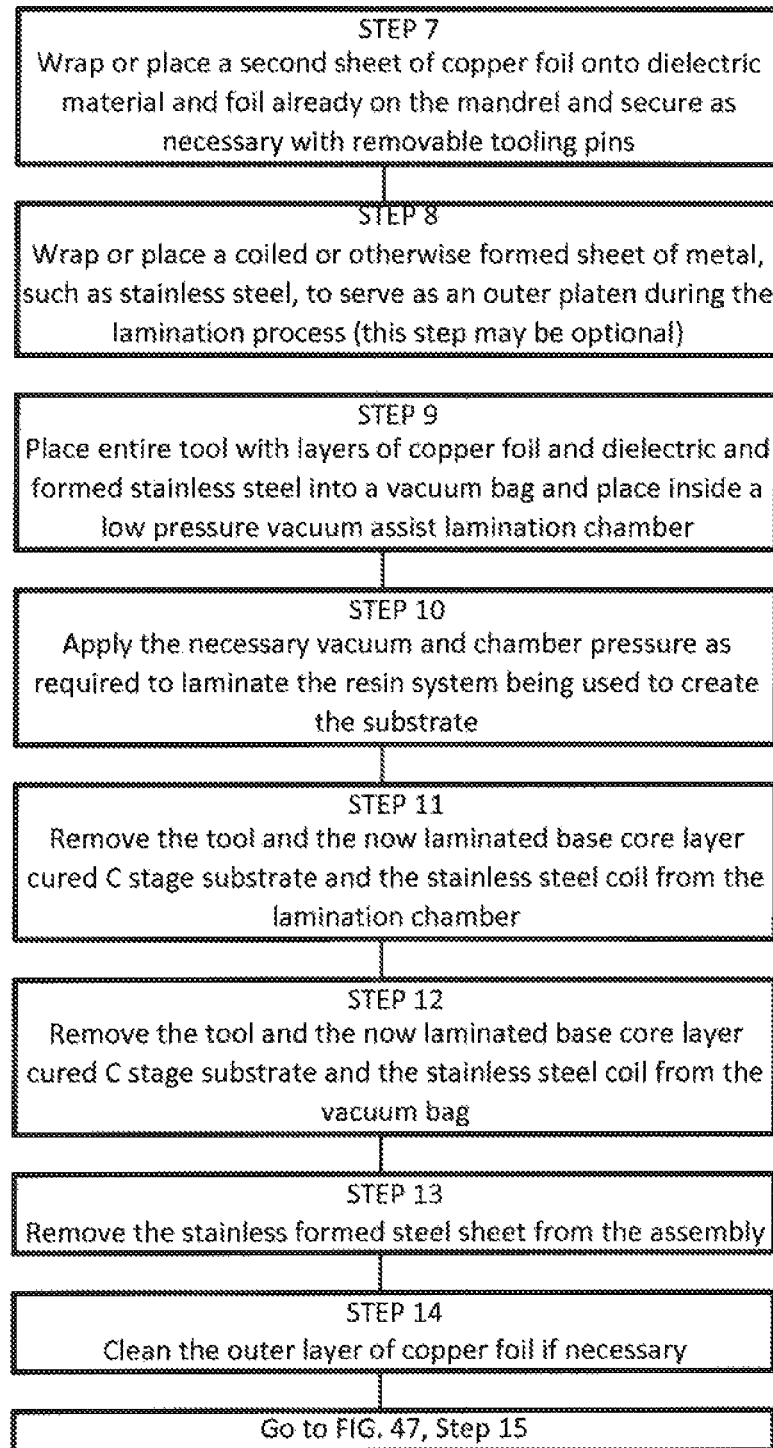 STEP 7
Wrap or place a second sheet of copper foil onto dielectric
material and foil already on the mandrel and secure as
necessary with removable tooling pins
STEP 8
Wrap or place a coiled or otherwise formed sheet of metal,
such as stainless steel, to serve as an outer platen during the
lamination process (this step may be optional)
STEP 9
Place entire tool with layers of copper foil and dielectric and
formed stainless steel into a vacuum bag and place inside a
low pressure vacuum assist lamination chamber
STEP 10
Apply the necessary vacuum and chamber pressure as
required to laminate the resin system being used to create
the substrate
STEP 11
Remove the tool and the now laminated base core layer
cured C stage substrate and the stainless steel coil from the
lamination chamber
STEP 12
Remove the tool and the now laminated base core layer
cured C stage substrate and the stainless steel coil from the
vacuum bag
STEP 13
Remove the stainless formed steel sheet from the assembly
STEP 14
Clean the outer layer of copper foil if necessary
Go to FIG. 47, Step 15